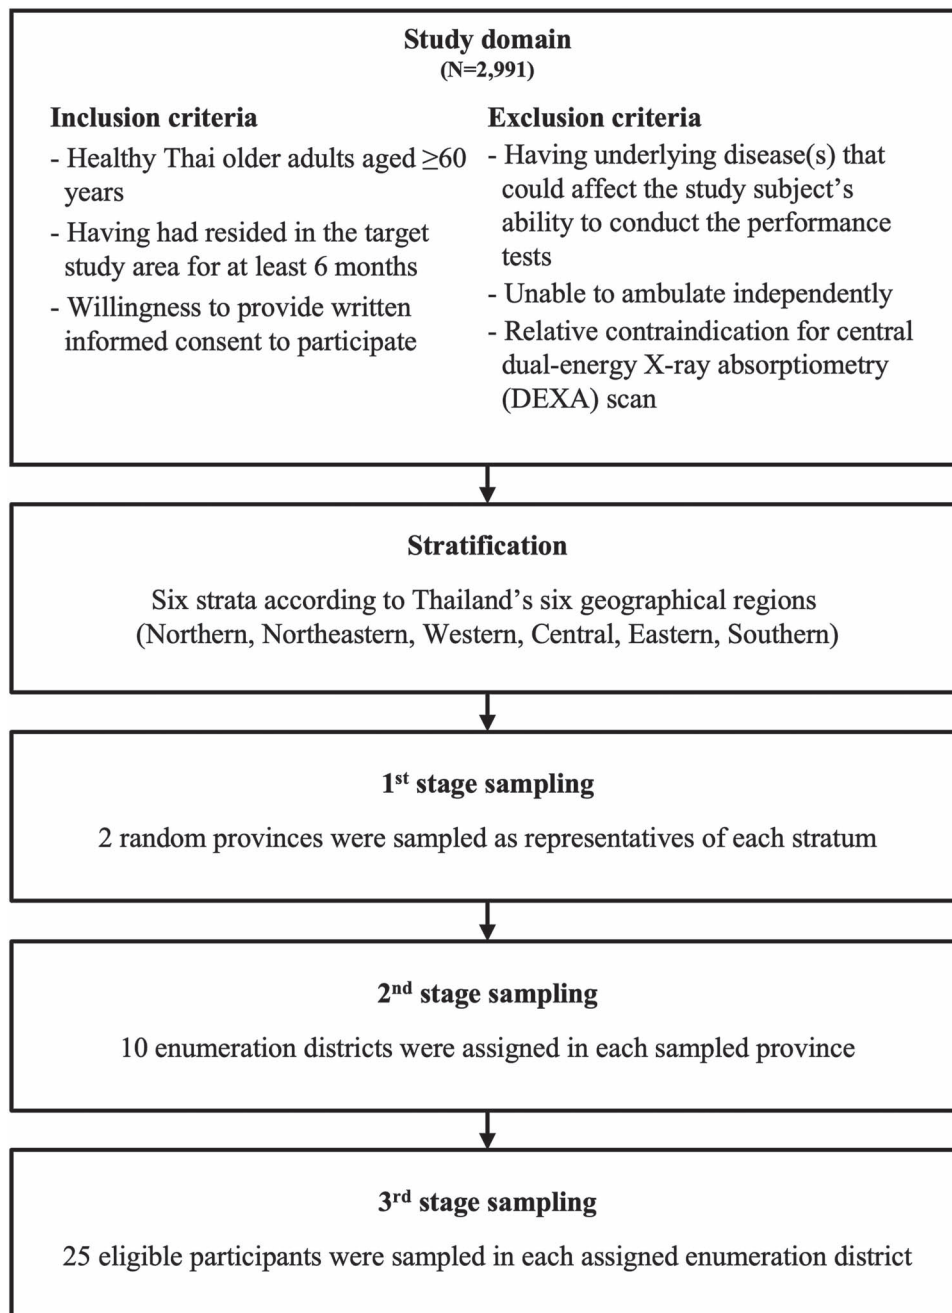 Study domain
(N=2,991)
Inclusion criteria
- Healthy Thai older adults aged ≥60
years
- Having had resided in the target
study area for at least 6 months
- Willingness to provide written
informed consent to participate
Exclusion criteria
- Having underlying disease(s) that
could affect the study subject's
ability to conduct the performance
tests
- Unable to ambulate independently
- Relative contraindication for central
dual-energy X-ray absorptiometry
(DEXA) scan
Stratification
Six strata according to Thailand's six geographical regions
(Northern, Northeastern, Western, Central, Eastern, Southern)
1st stage sampling
2 random provinces were sampled as representatives of each stratum
2nd stage sampling
10 enumeration districts were assigned in each sampled province
3rd stage sampling
25 eligible participants were sampled in each assigned enumeration district